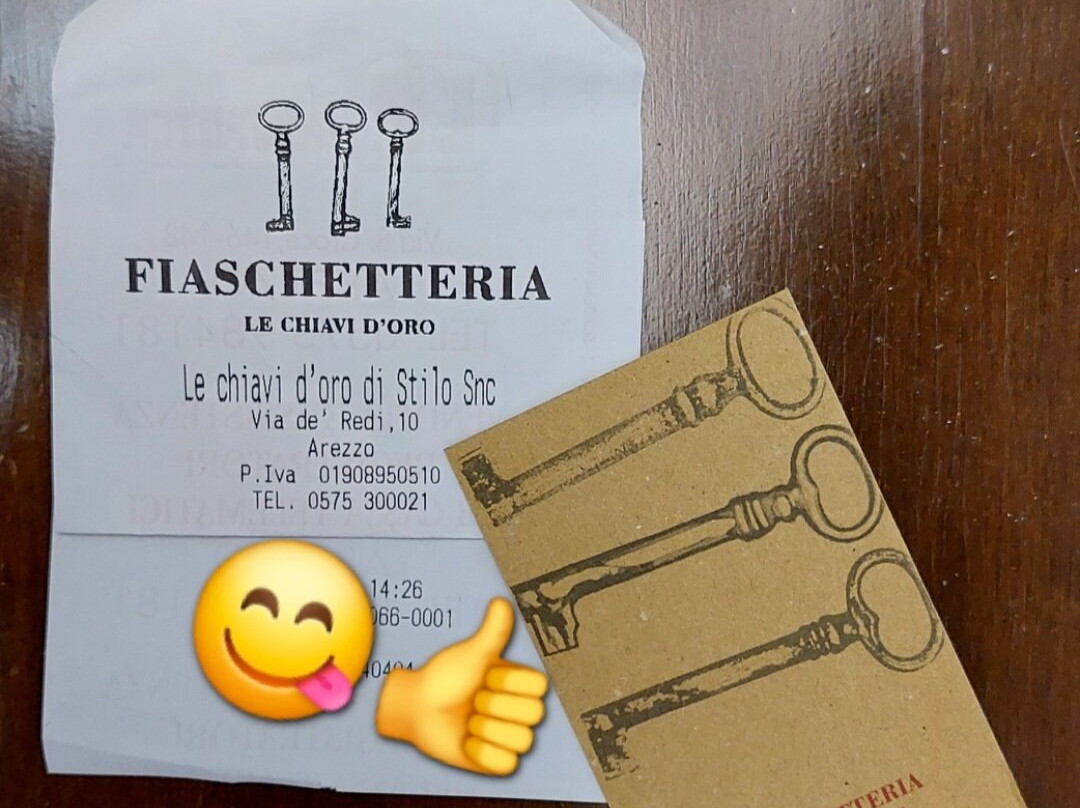 FIASCHETTERIA
LE CHIAVI D'ORO
Le chiavi d'oro di Stilo Snc
Via de' Redi,10
Arezzo
P.Iva 01908950510
TEL. 0575 300021
14:26
066-0001
TERIA